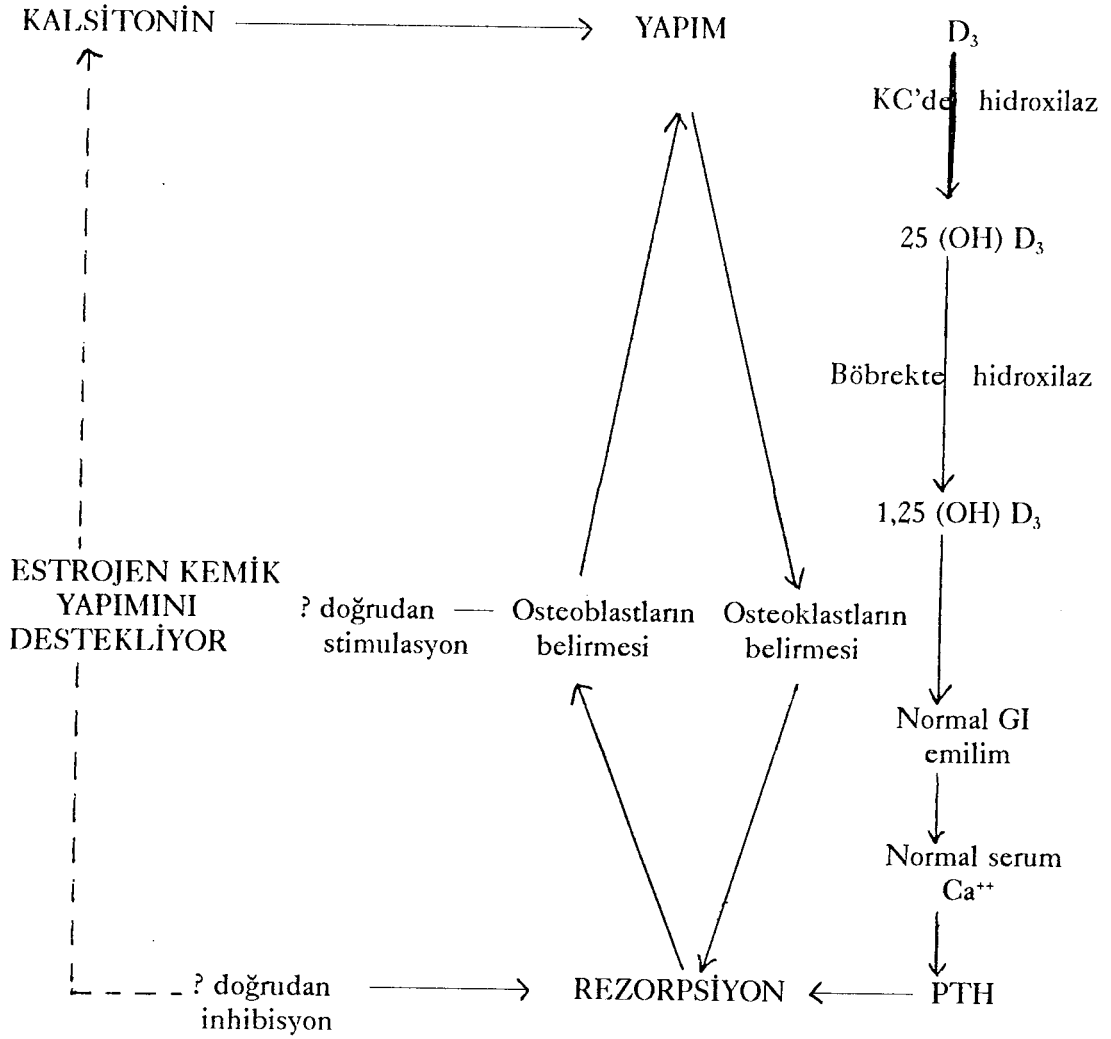 KALSİTONİN
YAPIM
D₃
KC'de hidroxilaz
25 (OH) D₃
Böbrekte hidroxilaz
1,25 (OH) D₃
ESTROJEN KEMİK
YAPIMINI
DESTEKLİYOR
? doğrudan
stimulasyon
Osteoblastların
belirmesi
Osteoklastların
belirmesi
Normal GI
emilim
Normal serum
Ca⁺⁺
? doğrudan
inhibisyon
REZORPSİYON
PTH